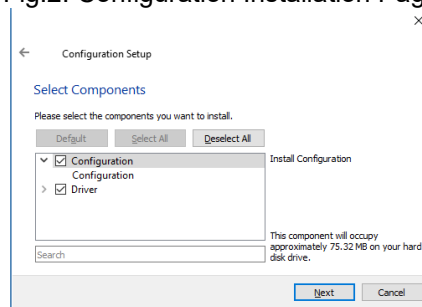 Fig.2. Configuration Installation Pag
Configuration Setup
Select Components
Please select the components you want to install.
Default Select All Deselect All
Configuration Install Configuration
Configuration
Driver
This component will occupy
approximately 75.32 MB on your hard
disk drive.
Search
Next Cancel